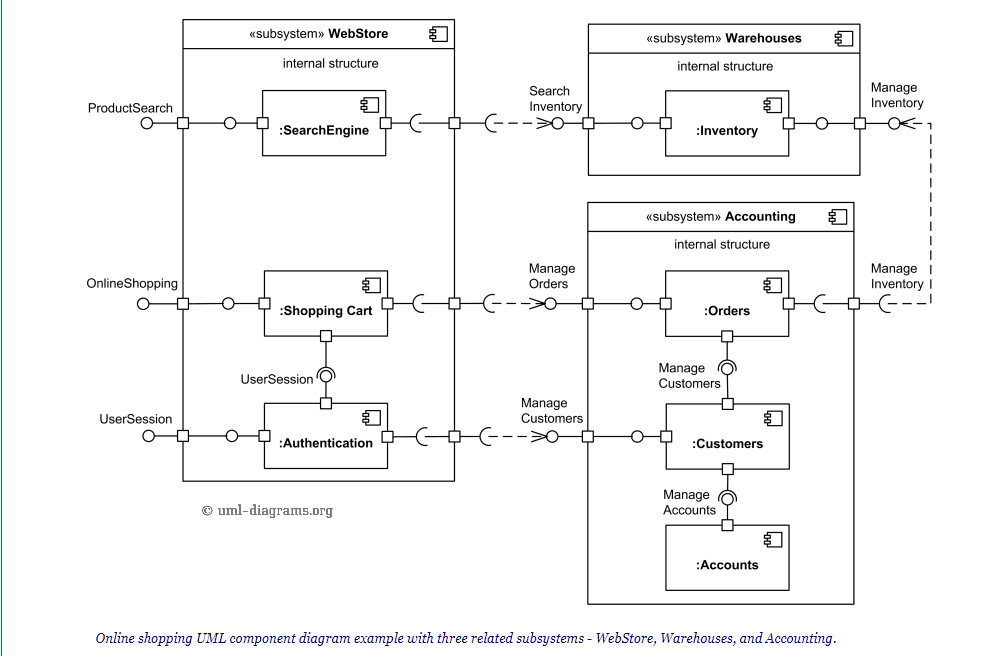 «subsystem» WebStore
internal structure
ProductSearch
:SearchEngine
Search
Inventory
«subsystem» Warehouses
internal structure
:Inventory
Manage
Inventory
«subsystem» Accounting
internal structure
OnlineShopping
:Shopping Cart
Manage
Orders
:Orders
Manage
Inventory
UserSession
Manage
Customers
UserSession
:Authentication
Manage
Customers
:Customers
Manage
Accounts
:Accounts
© uml-diagrams.org
Online shopping UML component diagram example with three related subsystems - WebStore, Warehouses, and Accounting.